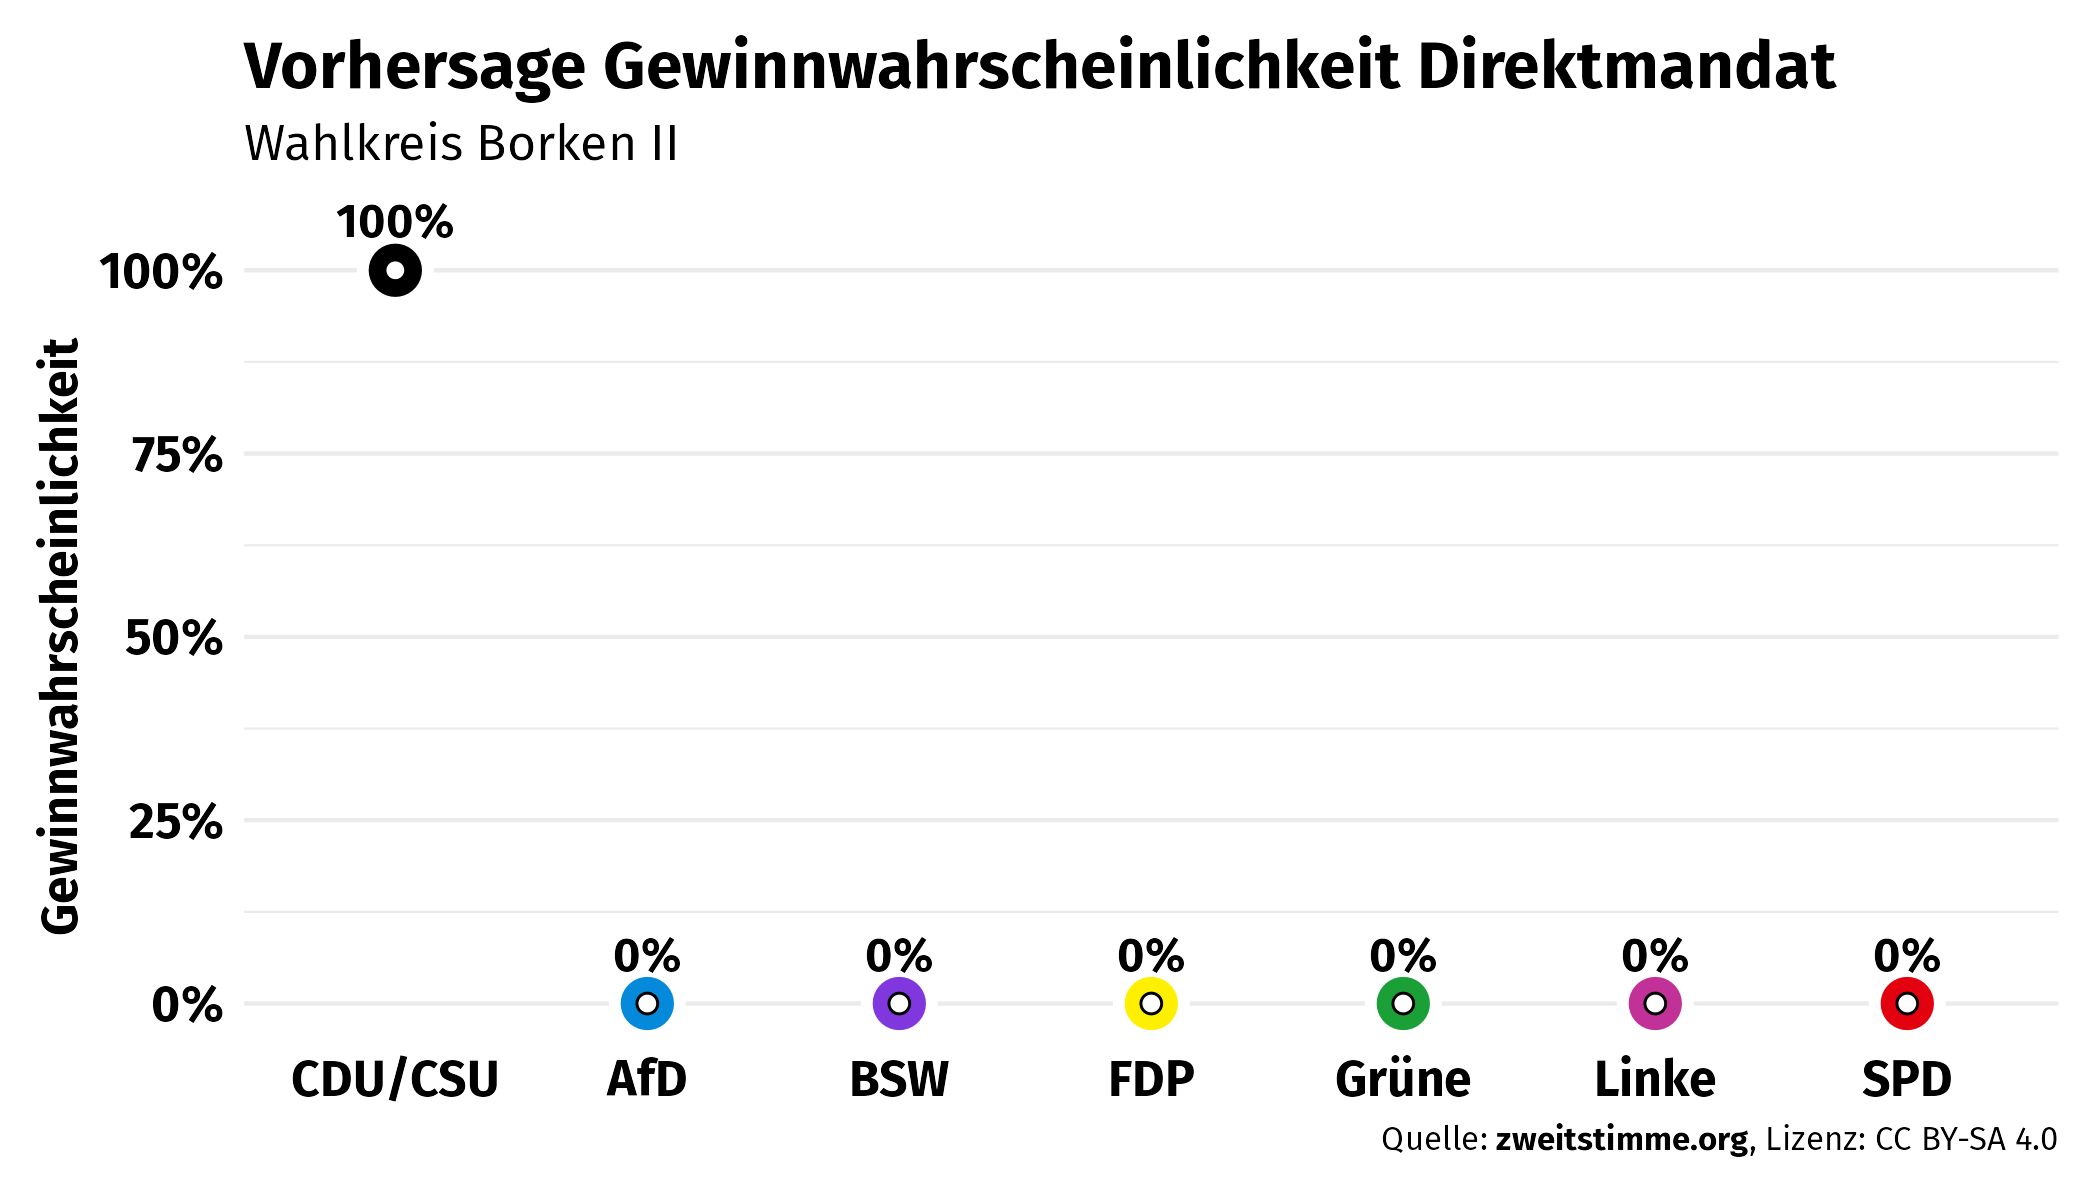 Vorhersage Gewinnwahrscheinlichkeit Direktmandat
Wahlkreis Borken II
100%
100%
75%
50%
25%
0%
Gewinnwahrscheinlichkeit
0% 0% 0% 0% 0% 0%
CDU/CSU AfD BSW FDP Grüne Linke SPD
Quelle: zweitstimme.org, Lizenz: CC BY-SA 4.0